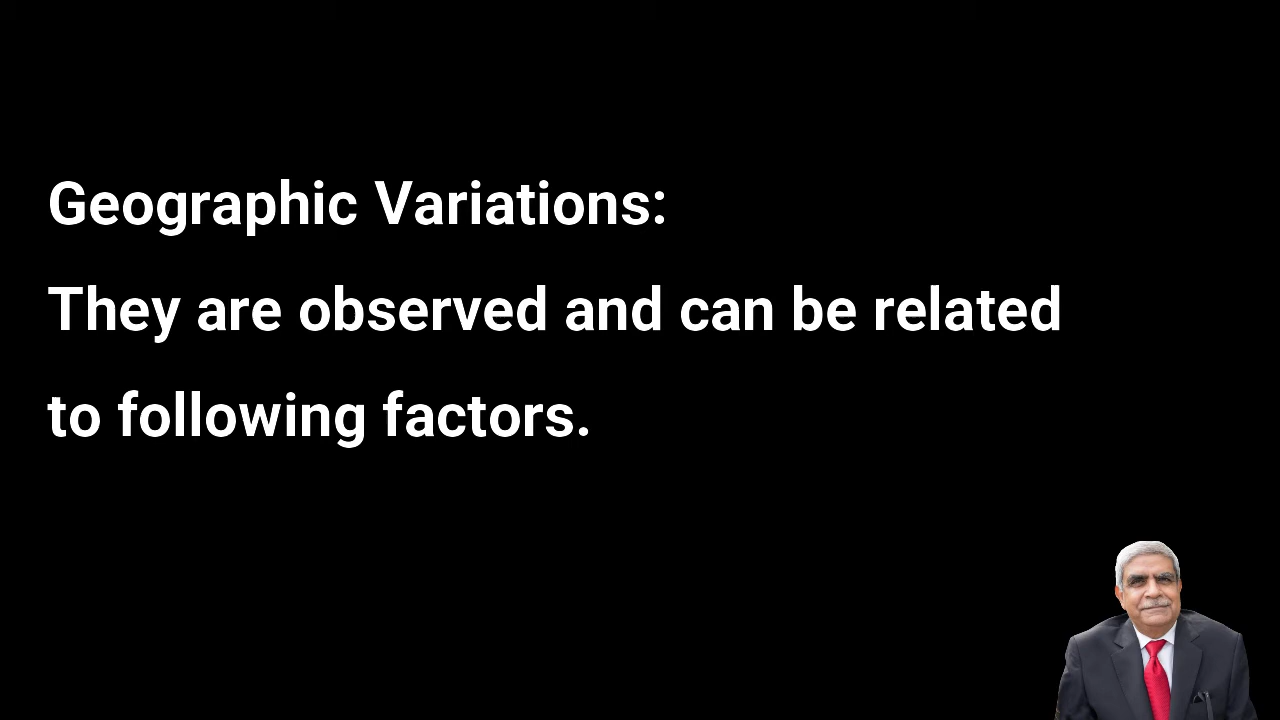 Geographic Variations:
They are observed and can be related
to following factors.